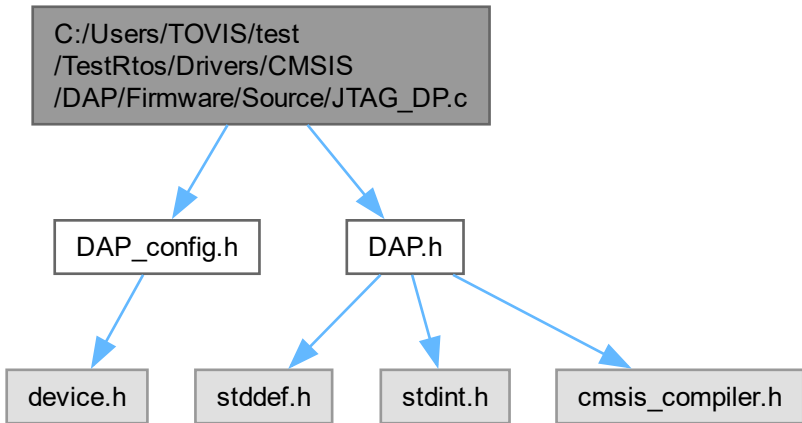 C:/Users/TOVIS/test
/TestRtos/Drivers/CMSIS
/DAP/Firmware/Source/JTAG_DP.c
DAP_config.h
DAP.h
device.h
stddef.h
stdint.h
cmsis_compiler.h